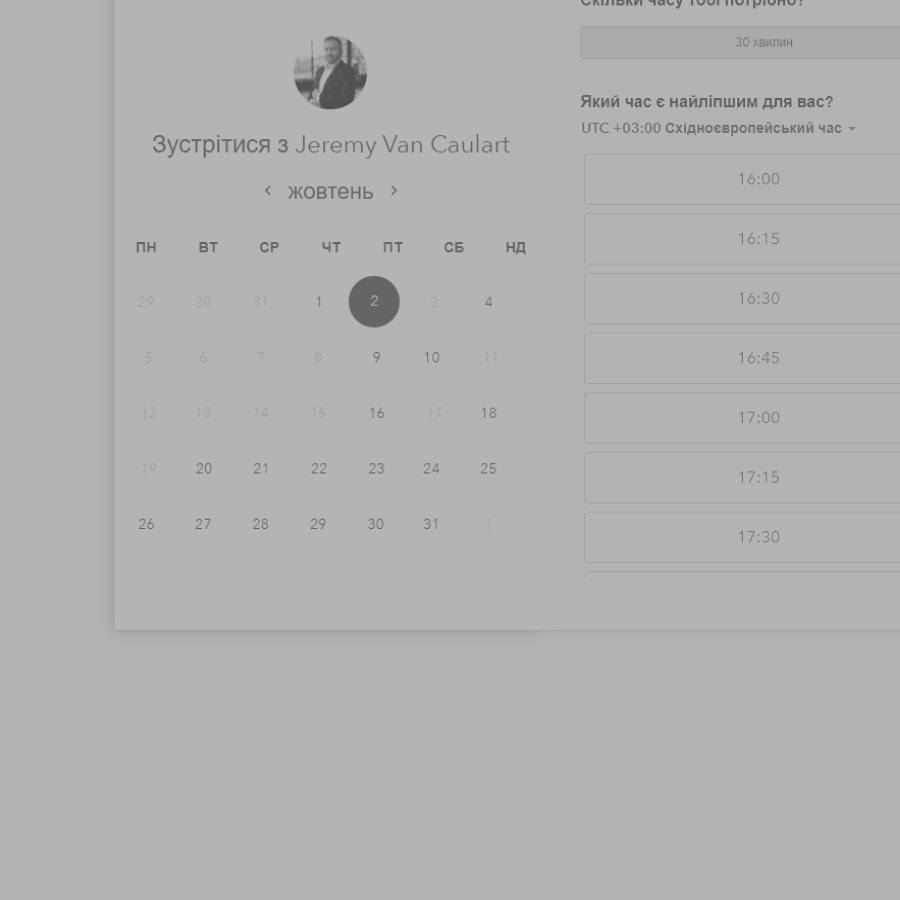 Зустрітися з Jeremy Van Caulart
жовтень
ПН ВТ СР ЧТ ПТ СБ НД
29 30 31 1 2 3 4
5 6 7 8 9 10 11
12 13 14 15 16 17 18
19 20 21 22 23 24 25
26 27 28 29 30 31 1
Скільки часу тобі потрібно?
30 хвилин
Який час є найліпшим для вас?
UTC +03:00 Східноєвропейський час
16:00
16:15
16:30
16:45
17:00
17:15
17:30